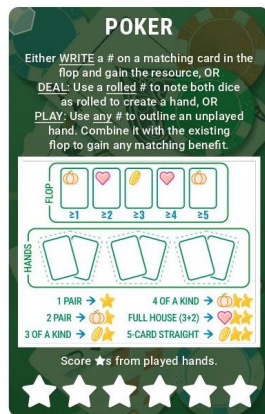 POKER
Either WRITE a # on a matching card in the
flop and gain the resource, OR
DEAL: Use a rolled # to note both dice
as rolled to create a hand, OR
PLAY: Use any # to outline an unplayed
hand. Combine it with the existing
flop to gain any matching benefit.
FLOP
≥1 ≥2 ≥3 ≥4 ≥5
HANDS
1 PAIR → 4 OF A KIND →
2 PAIR → FULL HOUSE (3+2) →
3 OF A KIND → 5-CARD STRAIGHT →
Score ★s from played hands.